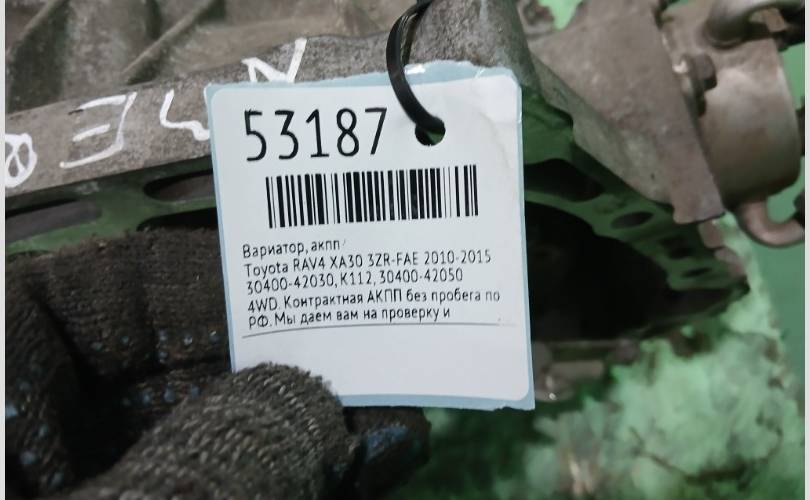 53187
Вариатор, акпп
Toyota RAV4 XA30 3ZR-FAE 2010-2015
30400-42030, K112, 30400-42050
4WD. Контрактная АКПП без пробега по
РФ. Мы даем вам на проверку и